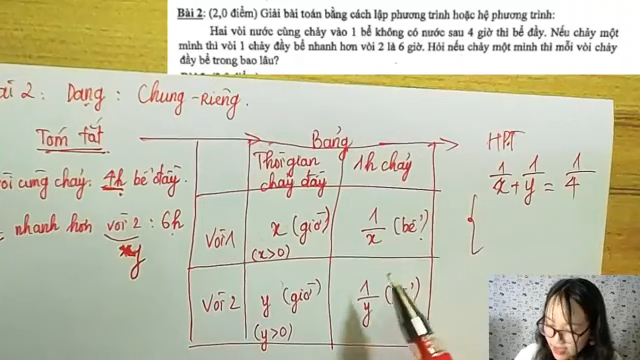 Bài 2: (2,0 điểm) Giải bài toán bằng cách lập phương trình hoặc hệ phương trình:
Hai vòi nước cùng chảy vào 1 bể không có nước sau 4 giờ thì bể đầy. Nếu chảy một
mình thì vòi 1 chảy đầy bể nhanh hơn vòi 2 là 6 giờ. Hỏi nếu chảy một mình thì mỗi vòi chảy
đầy bể trong bao lâu?
ài 2: Dạng: Chung - Riêng.
Tóm tắt
Bảng
HPT
Thời gian chảy đầy
1h chảy
1/x + 1/y = 1/4
òi cùng chảy: 4h bể đầy
nhanh hơn vòi 2: 6h
y
Vòi 1
x (giờ)
(x>0)
1/x (bể)
Vòi 2
y (giờ)
(y>0)
1/y